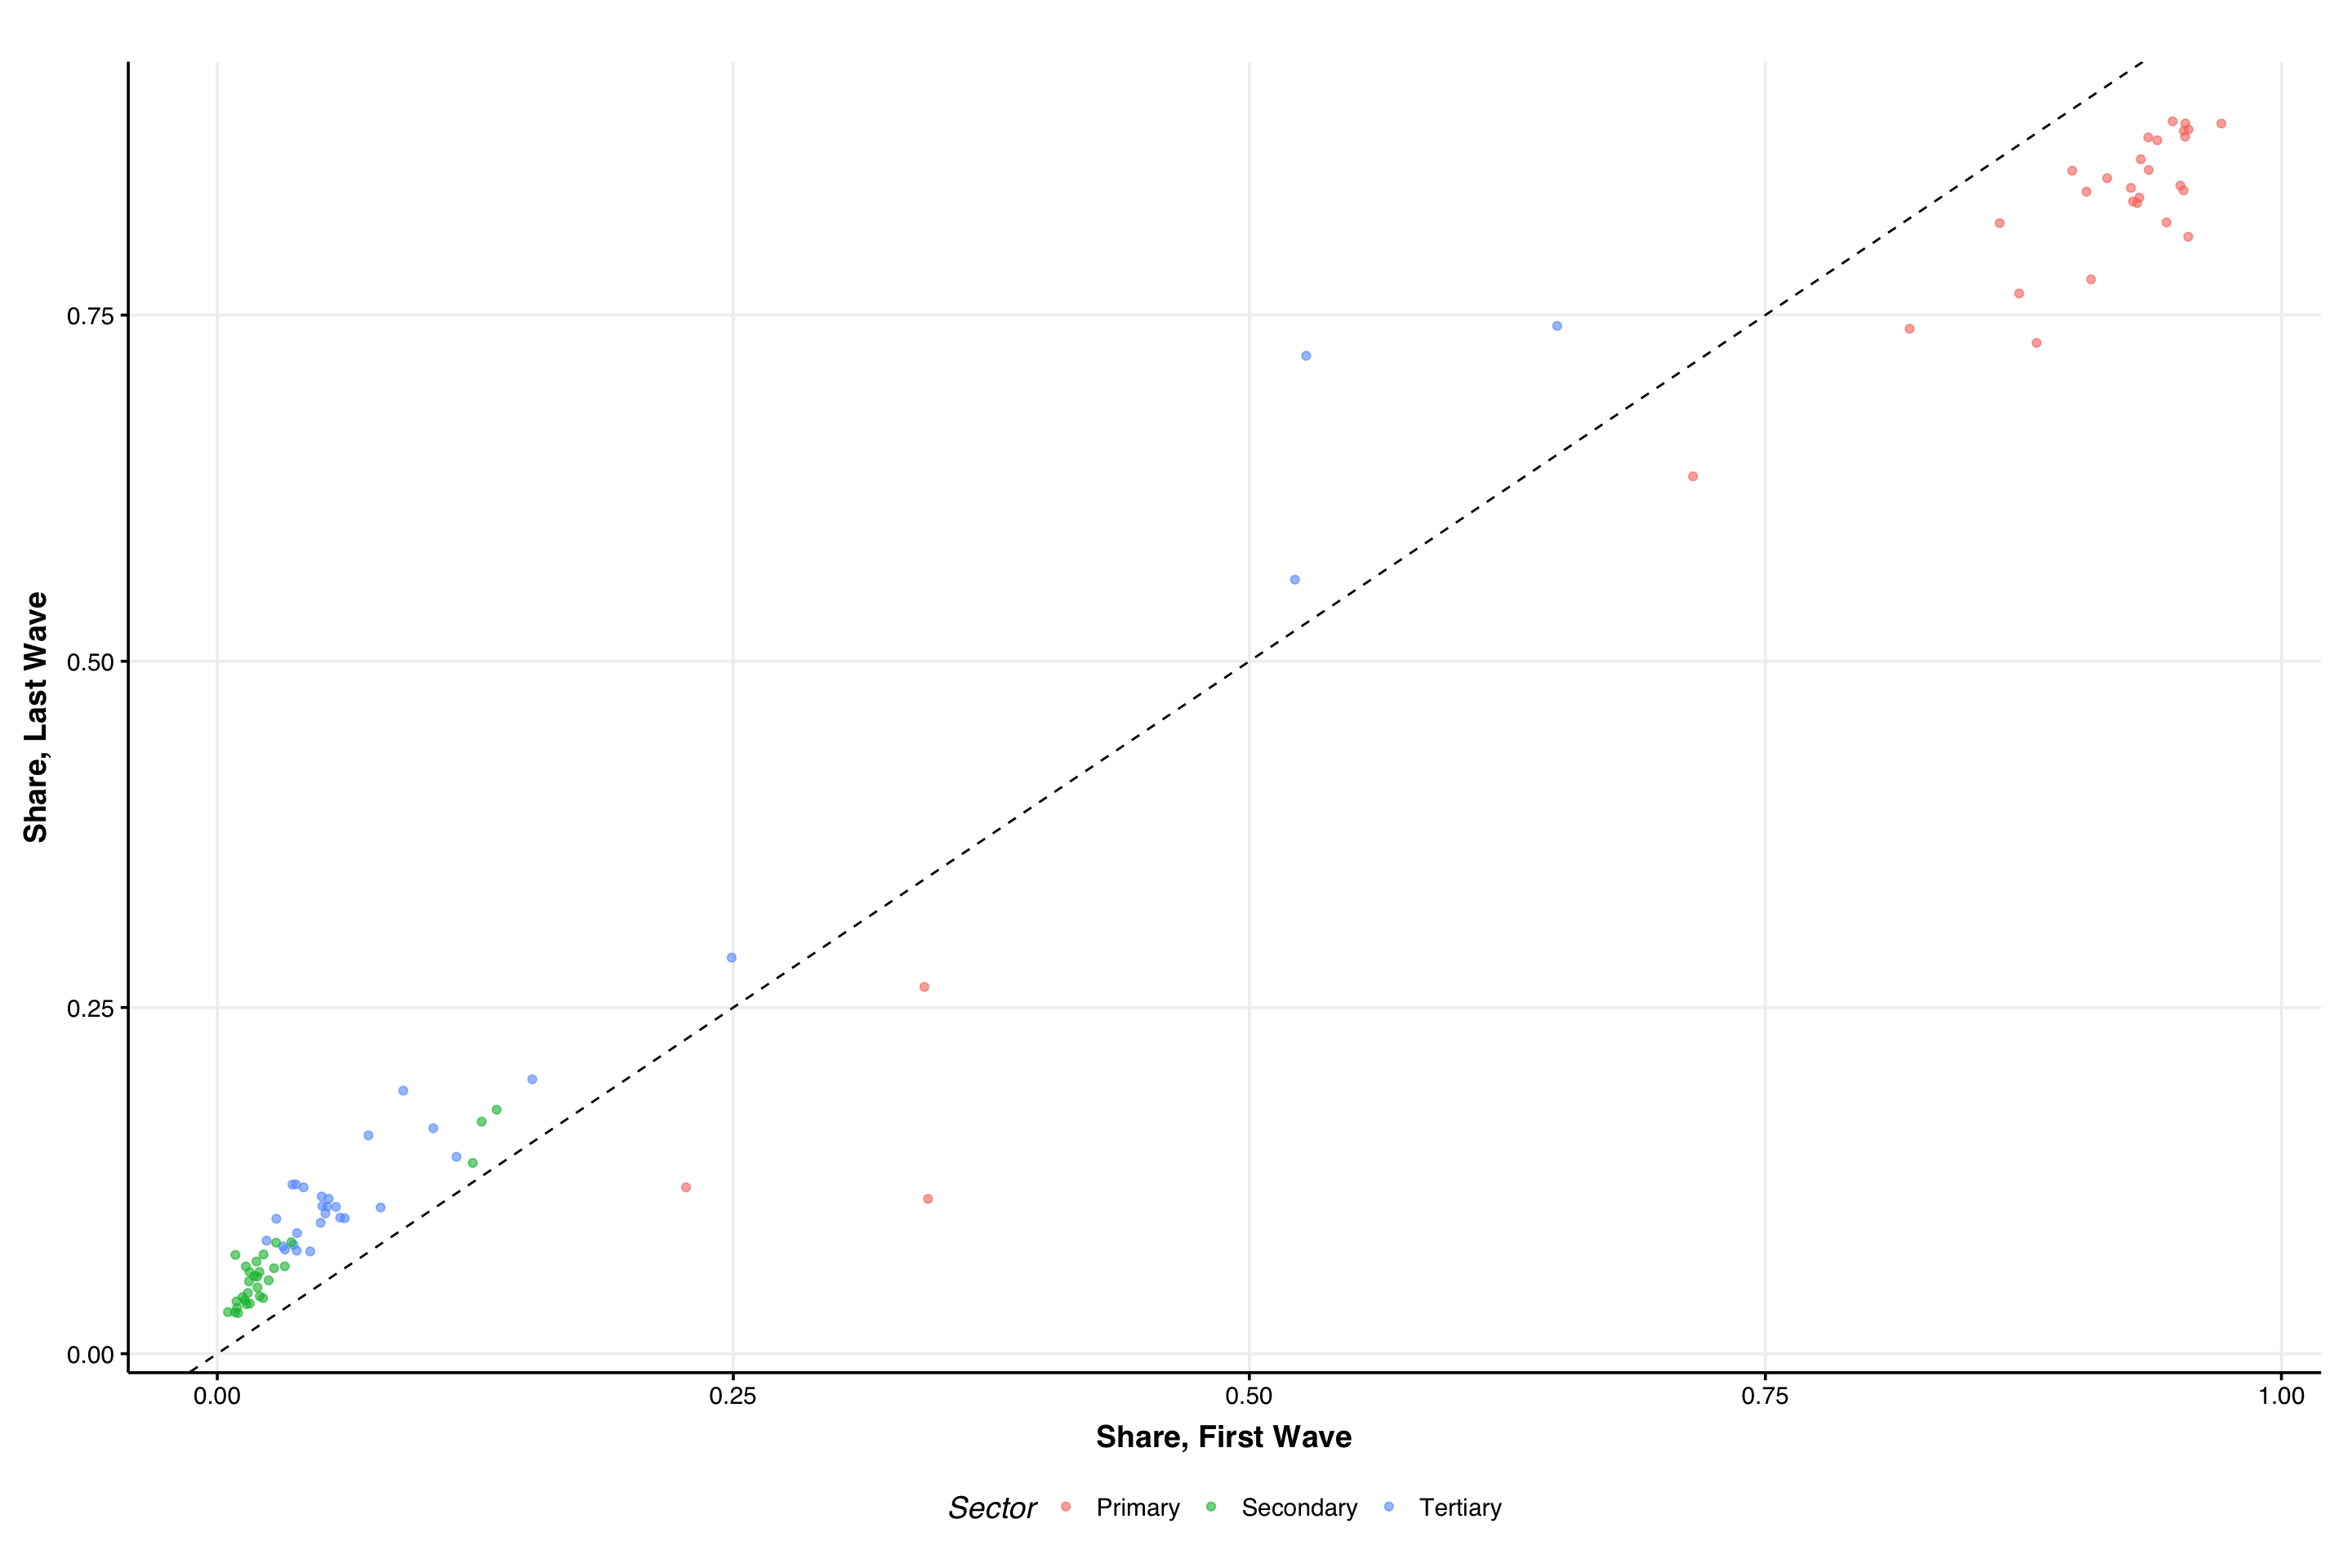 Share, Last Wave
0.75
0.50
0.25
0.00
0.00 0.25 0.50 0.75 1.00
Share, First Wave
Sector Primary Secondary Tertiary